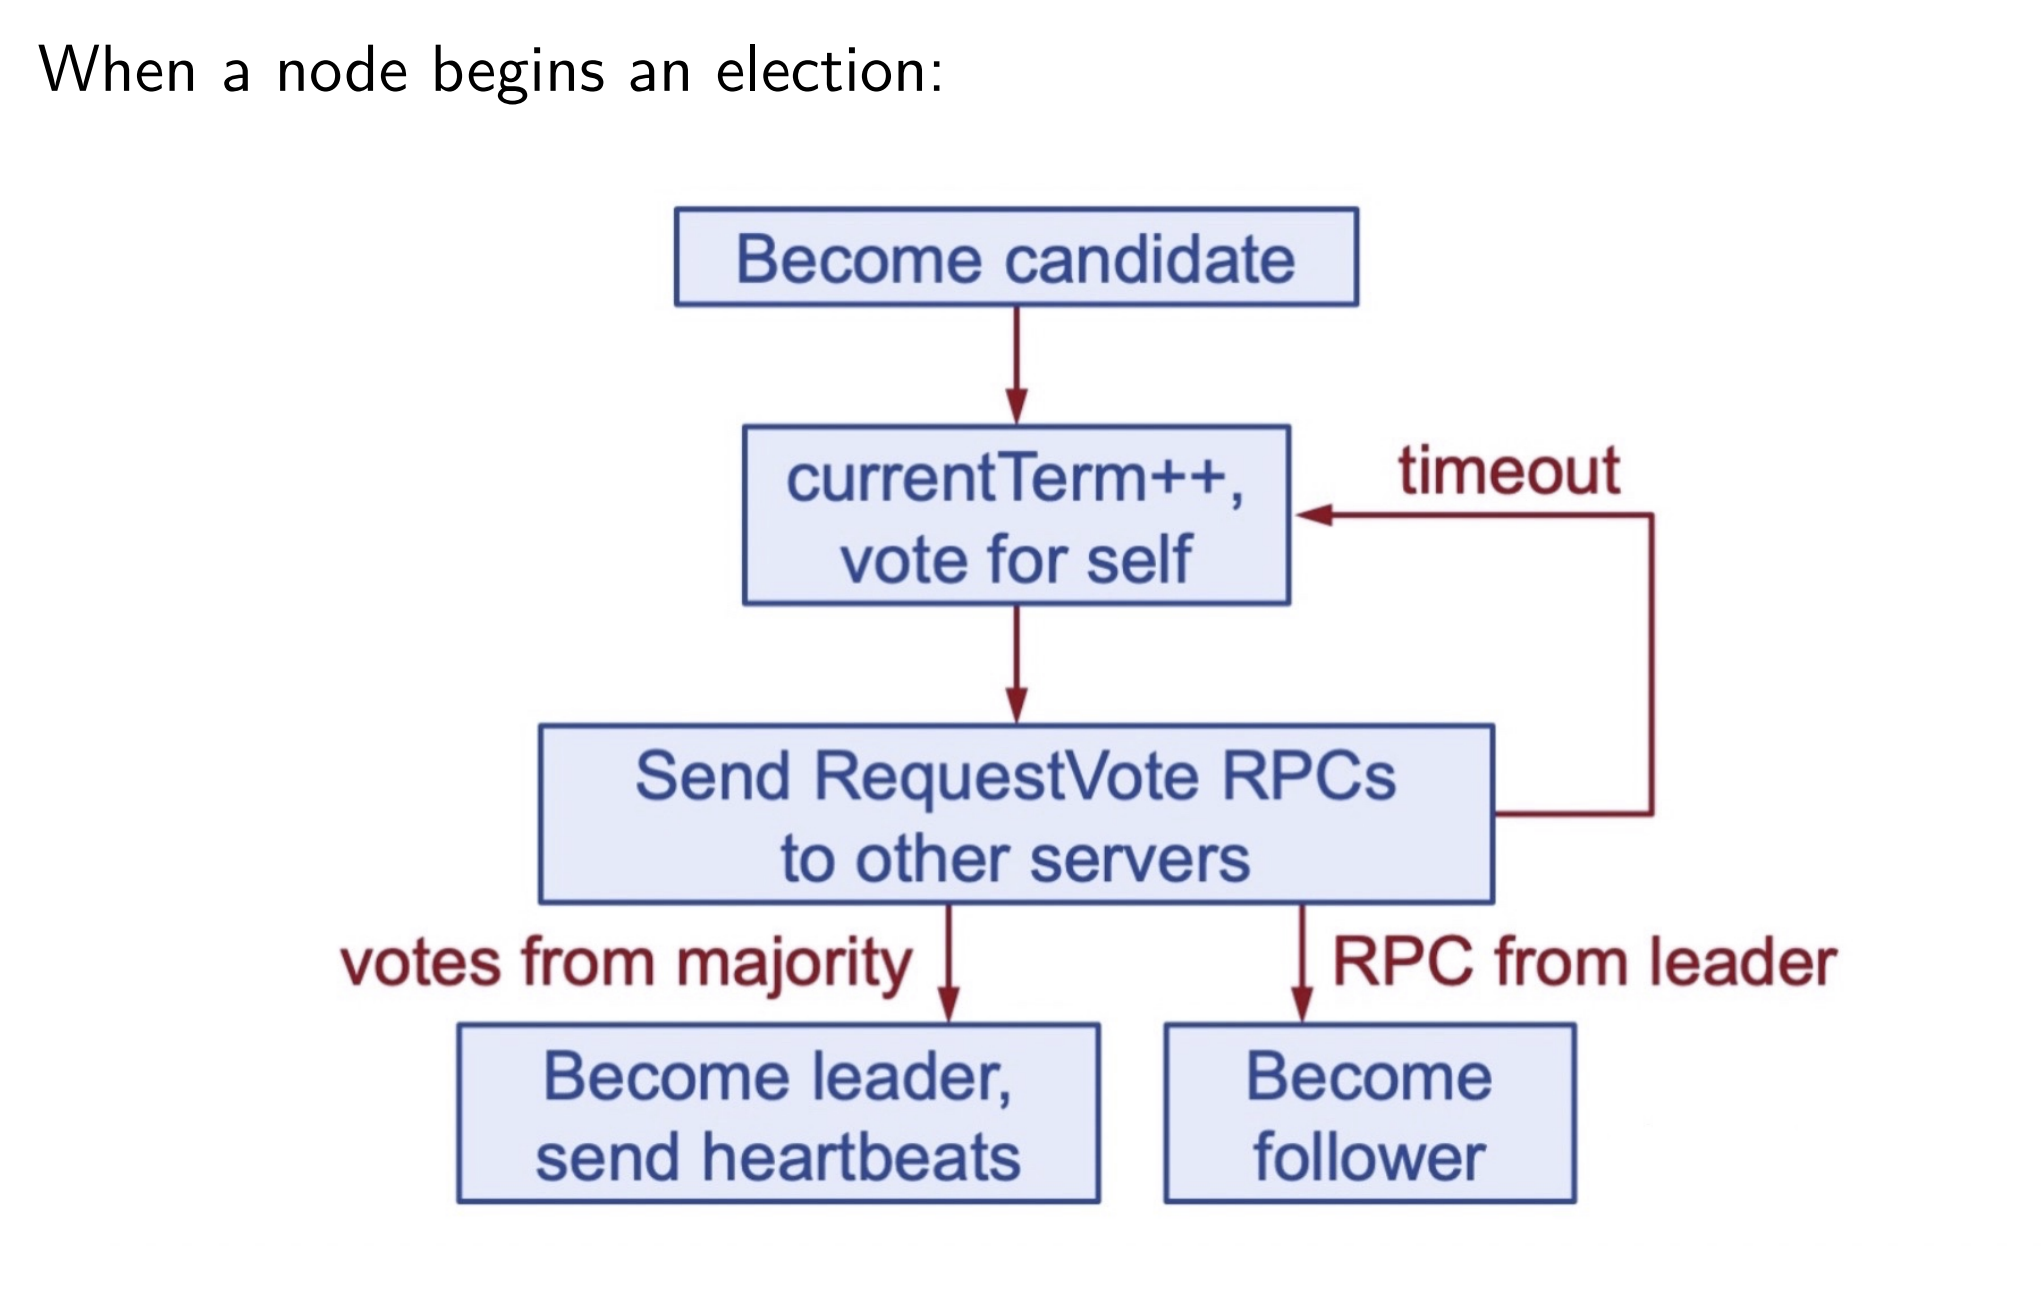 When a node begins an election:
Become candidate
currentTerm++,
vote for self
timeout
Send RequestVote RPCs
to other servers
votes from majority
RPC from leader
Become leader,
send heartbeats
Become
follower